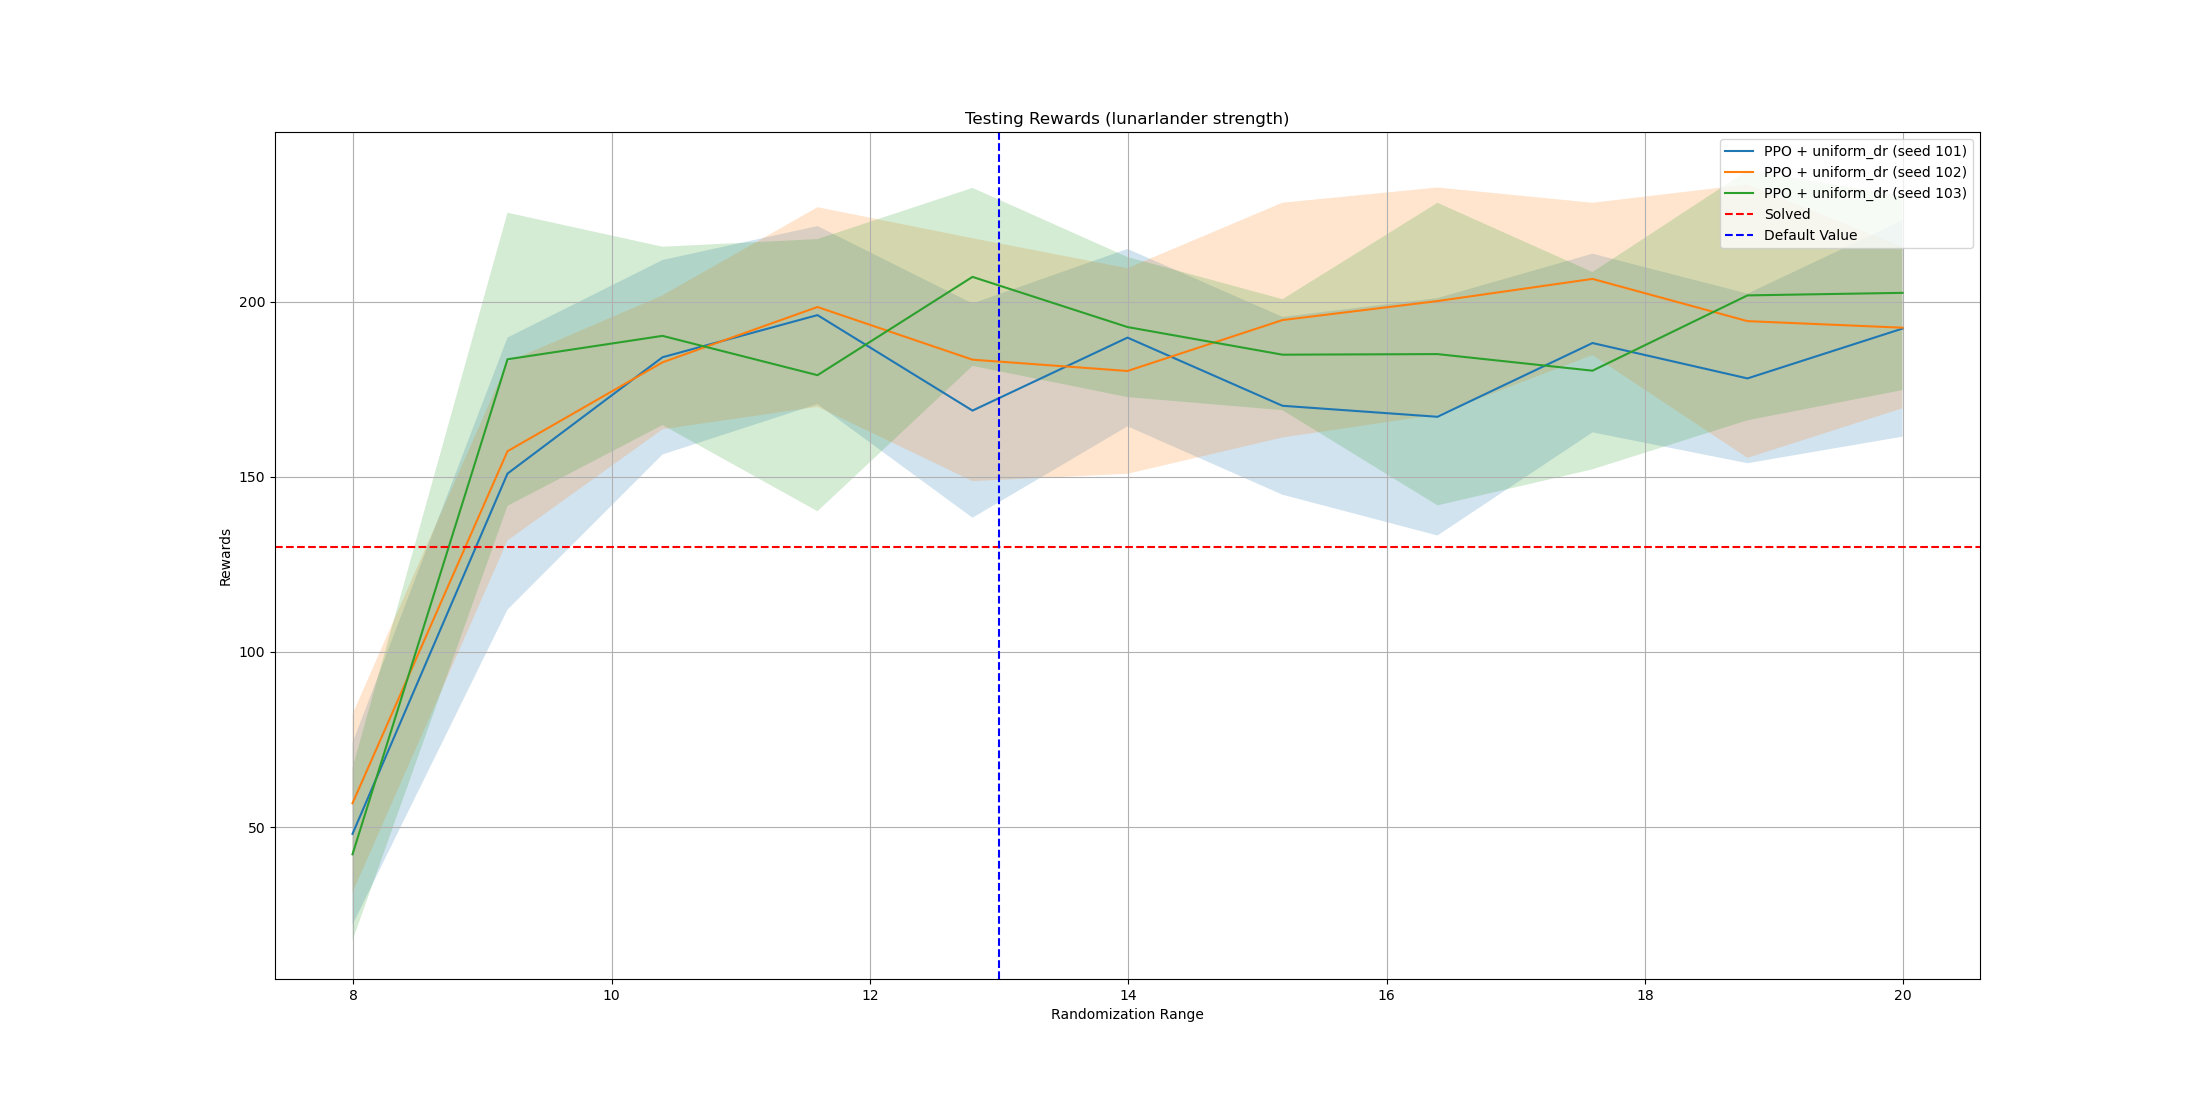 Testing Rewards (lunarlander strength)
PPO + uniform_dr (seed 101)
PPO + uniform_dr (seed 102)
PPO + uniform_dr (seed 103)
Solved
Default Value
200
150
100
50
Rewards
8 10 12 14 16 18 20
Randomization Range